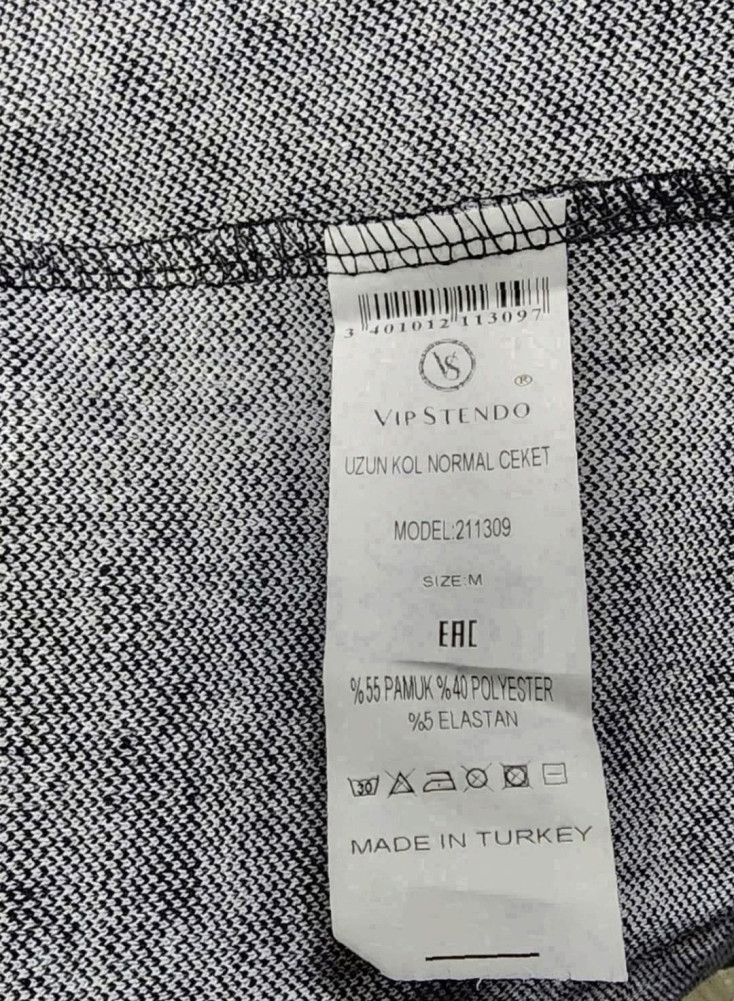 3 401012 113097
VS
®
VIPSTENDO
UZUN KOL NORMAL CEKET
MODEL:211309
SIZE:M
EAC
%55 PAMUK %40 POLYESTER
%5 ELASTAN
30
MADE IN TURKEY